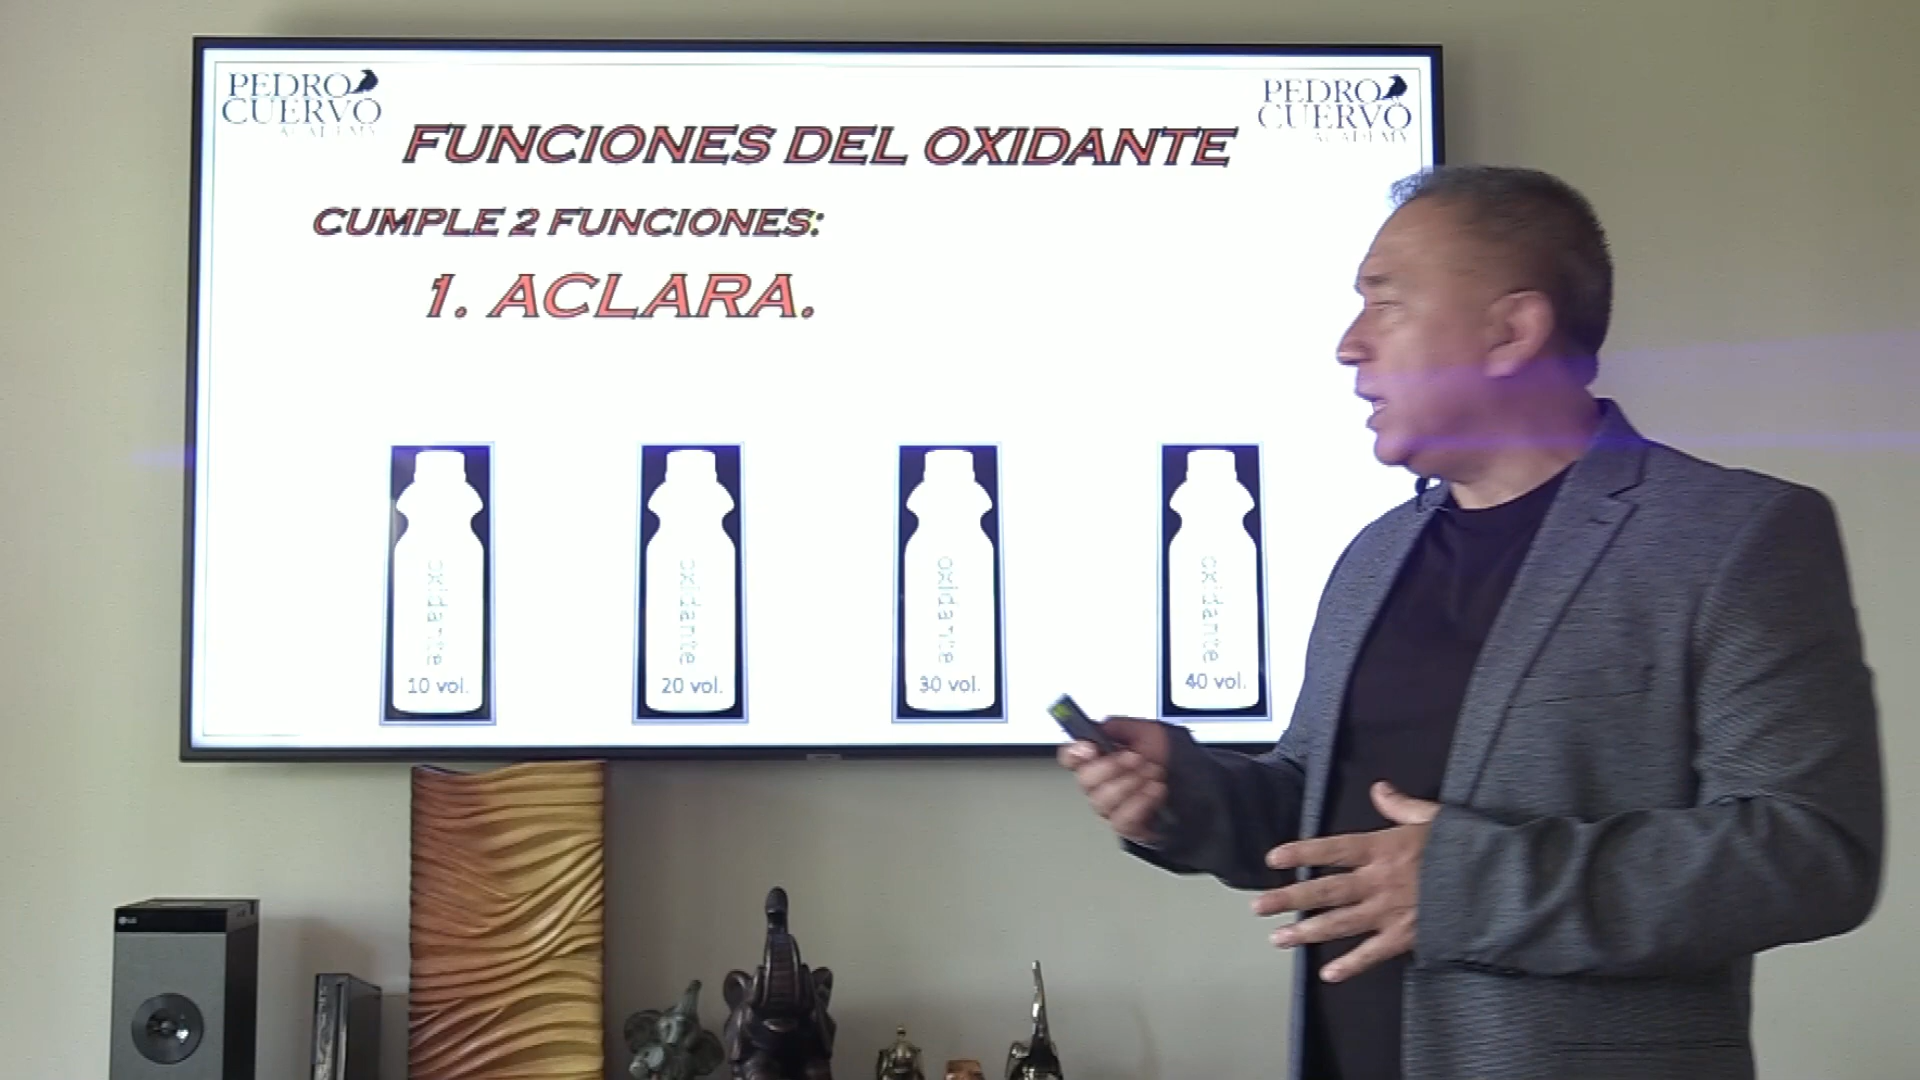 PEDRO
CUERVO
ACADEMY
PEDRO
CUERVO
ACADEMY
FUNCIONES DEL OXIDANTE
CUMPLE 2 FUNCIONES:
1. ACLARA.
oxidante
10 vol.
oxidante
20 vol.
oxidante
30 vol.
oxidante
40 vol.
LG